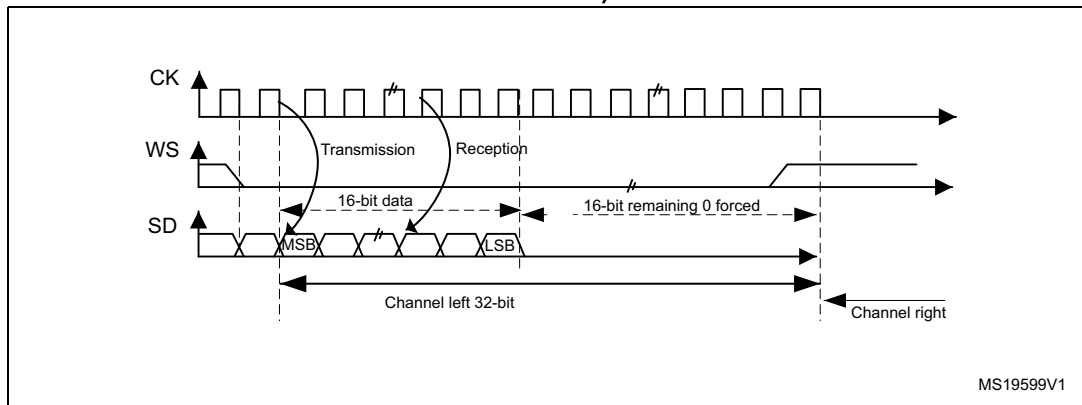 CK
WS
Transmission
Reception
16-bit data
16-bit remaining 0 forced
SD
MSB
LSB
Channel left 32-bit
Channel right
MS19599V1